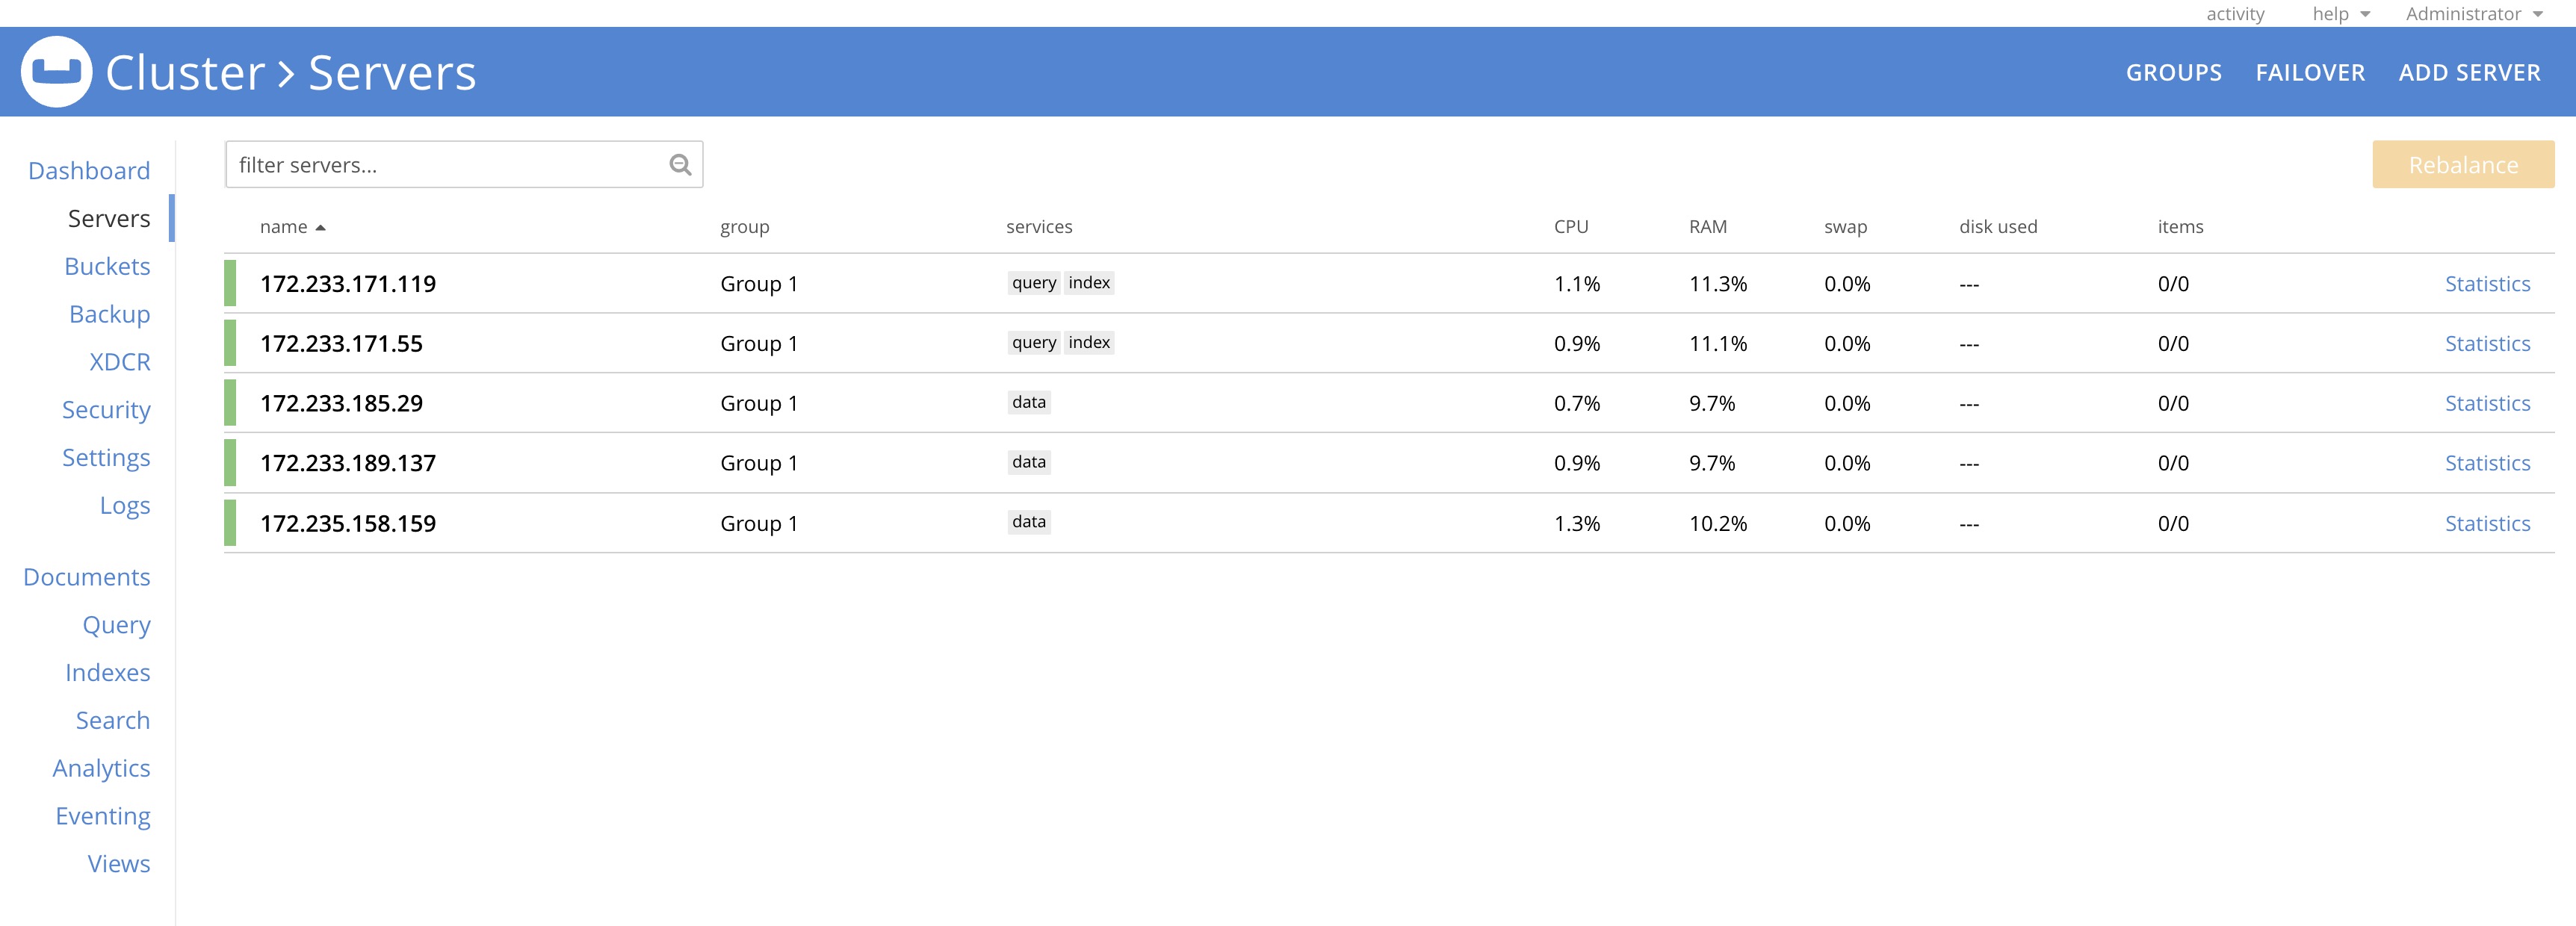 activity help Administrator
Cluster > Servers GROUPS FAILOVER ADD SERVER
filter servers... Rebalance
Dashboard
Servers
Buckets
Backup
XDCR
Security
Settings
Logs
Documents
Query
Indexes
Search
Analytics
Eventing
Views
name group services CPU RAM swap disk used items
172.233.171.119 Group 1 query index 1.1% 11.3% 0.0% --- 0/0 Statistics
172.233.171.55 Group 1 query index 0.9% 11.1% 0.0% --- 0/0 Statistics
172.233.185.29 Group 1 data 0.7% 9.7% 0.0% --- 0/0 Statistics
172.233.189.137 Group 1 data 0.9% 9.7% 0.0% --- 0/0 Statistics
172.235.158.159 Group 1 data 1.3% 10.2% 0.0% --- 0/0 Statistics